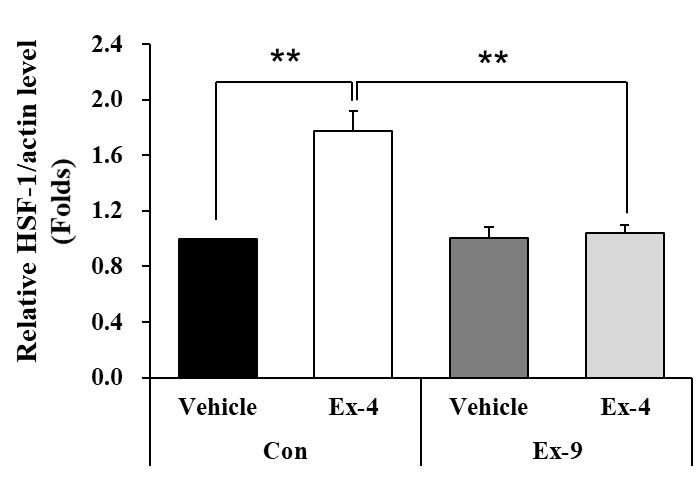 Relative HSF-1/actin level
(Folds)
2.4
2.0
1.6
1.2
0.8
0.4
0.0
**
**
Vehicle Ex-4 Vehicle Ex-4
Con Ex-9